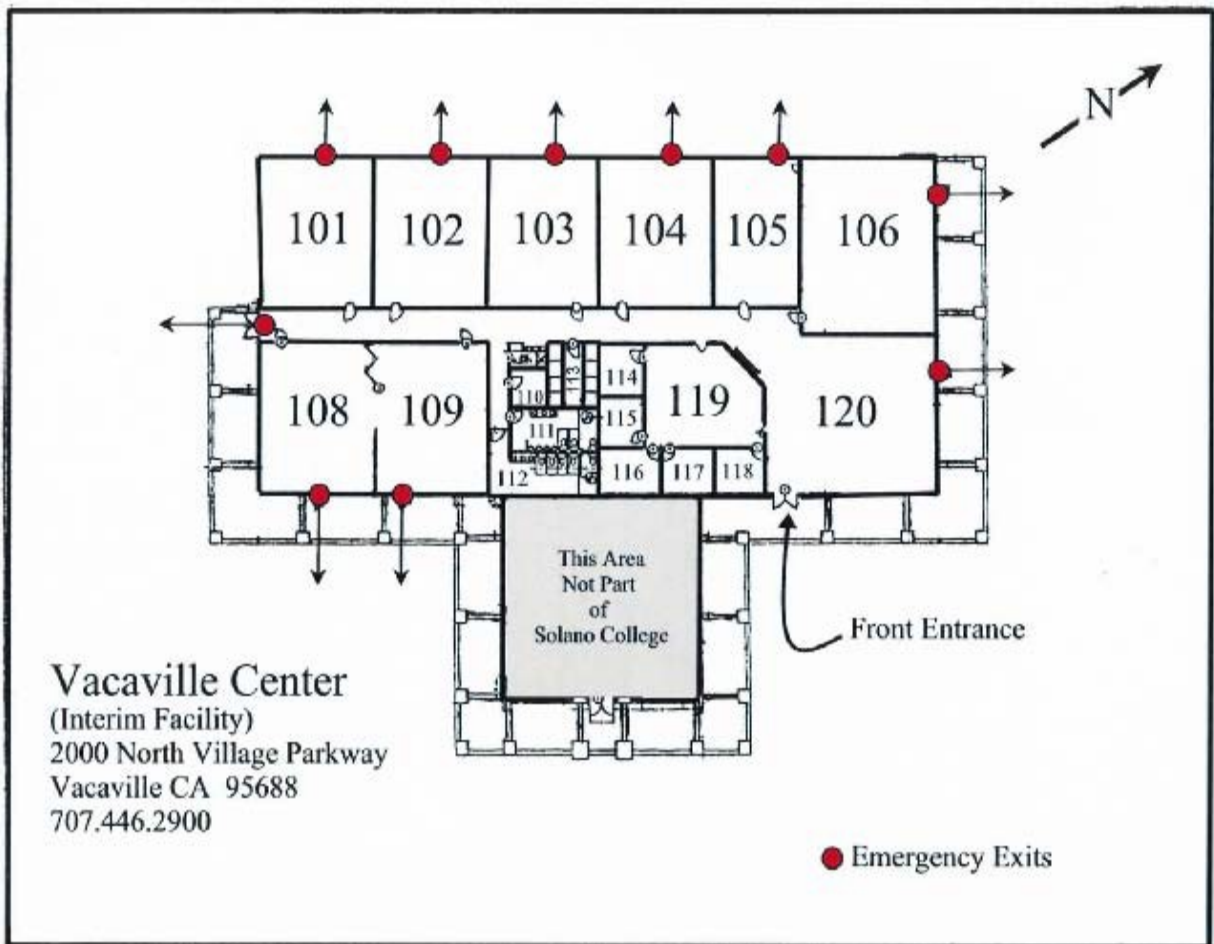 N
101
102
103
104
105
106
108
109
110
111
112
113
114
115
116
117
118
119
120
This Area
Not Part
of
Solano College
Front Entrance
Vacaville Center
(Interim Facility)
2000 North Village Parkway
Vacaville CA 95688
707.446.2900
Emergency Exits